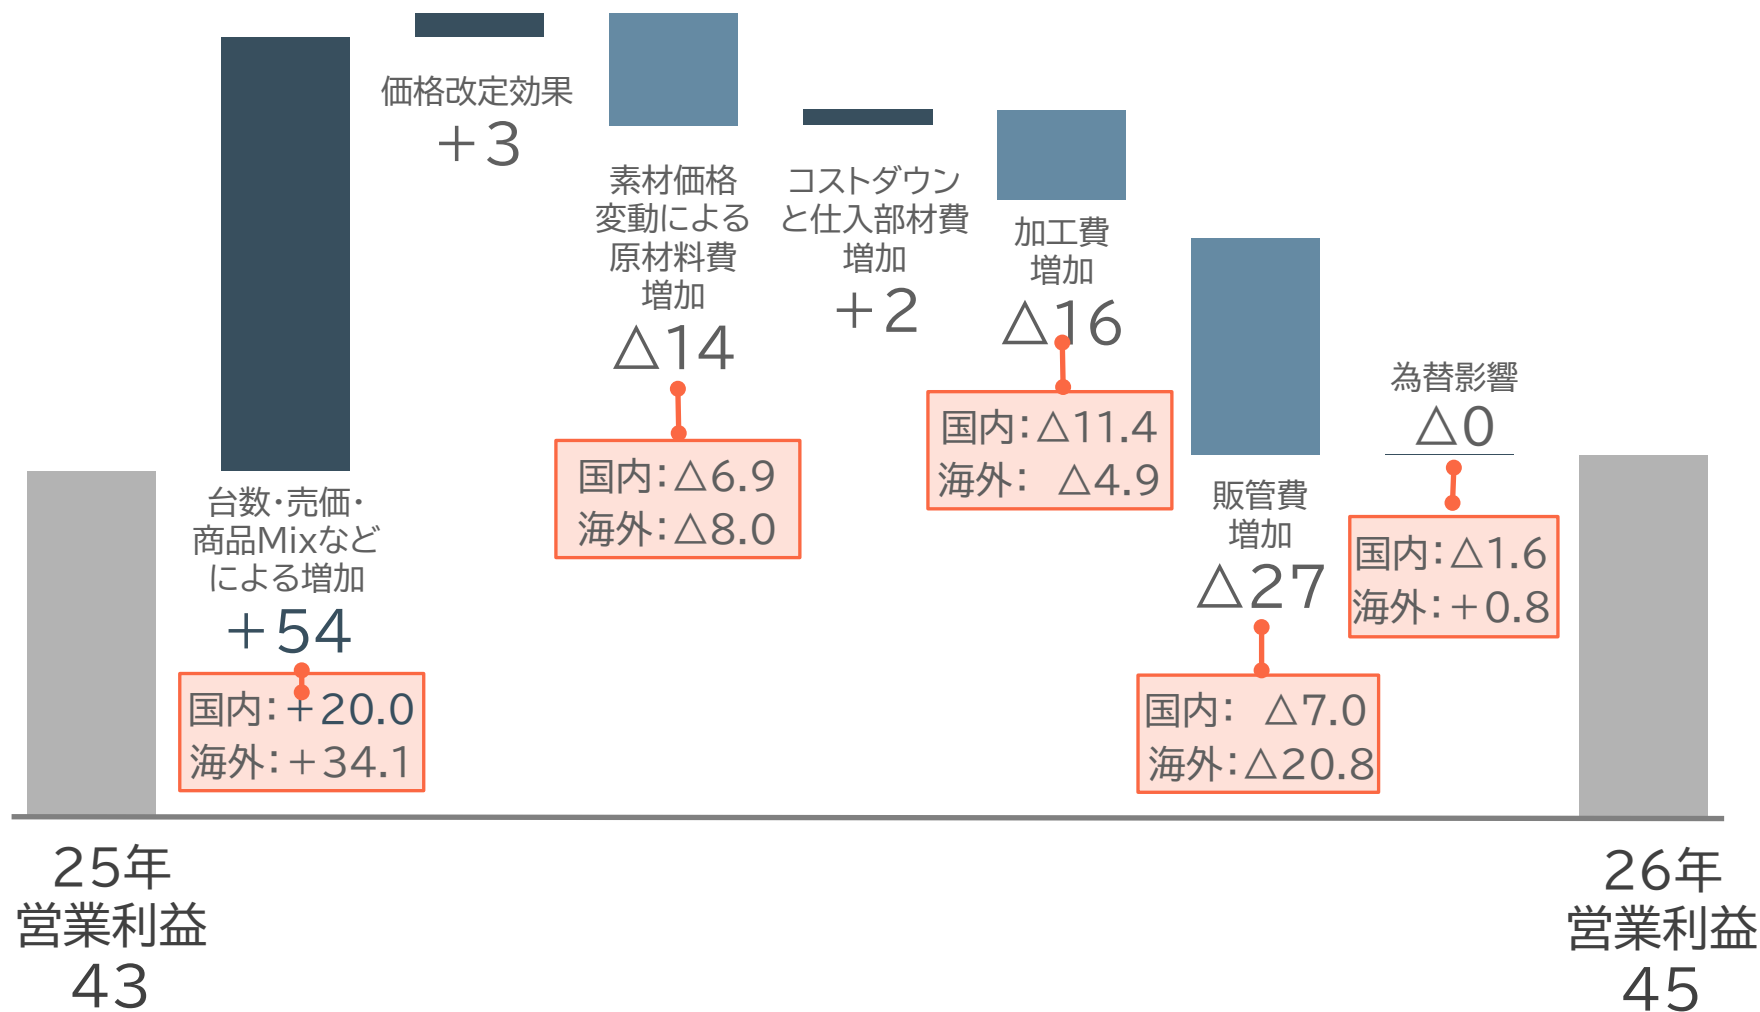 価格改定効果
＋3
素材価格
変動による
原材料費
増加
△14
国内：△6.9
海外：△8.0
コストダウン
と仕入部材費
増加
＋2
加工費
増加
△16
国内：△11.4
海外： △4.9
為替影響
△0
国内：△1.6
海外：＋0.8
販管費
増加
△27
国内： △7.0
海外：△20.8
台数・売価・
商品Mixなど
による増加
＋54
国内：＋20.0
海外：＋34.1
25年
営業利益
43
26年
営業利益
45